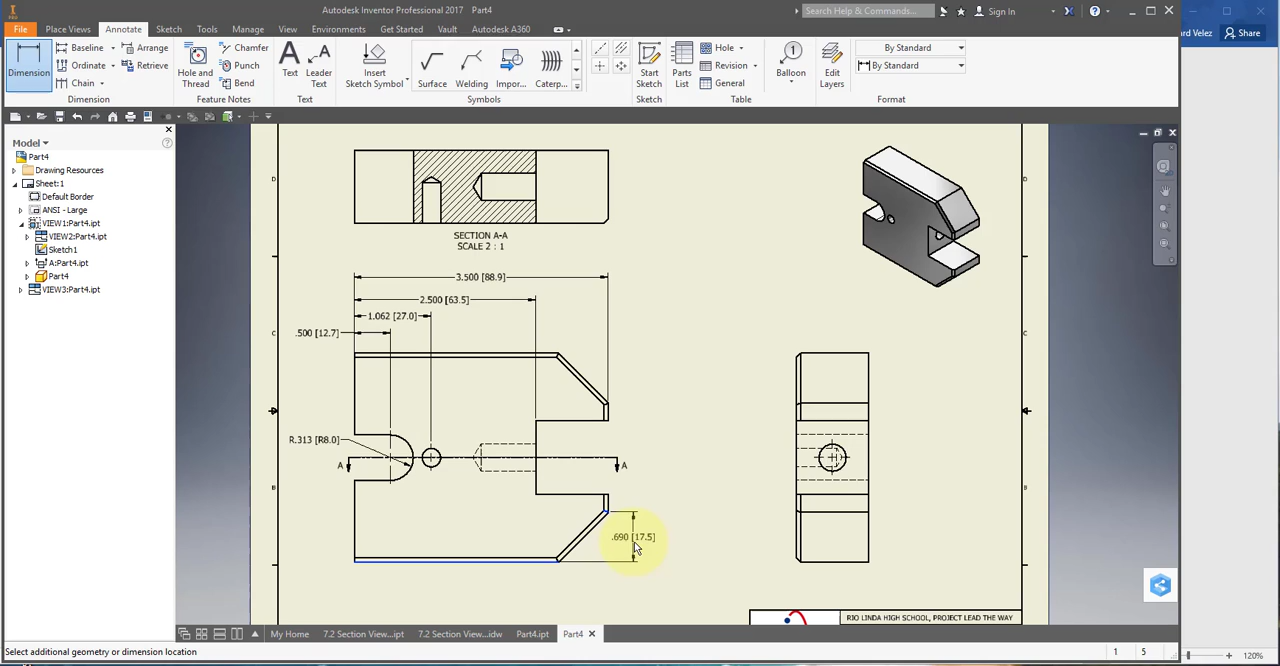 Autodesk Inventor Professional 2017 Part4
Search Help & Commands...
Sign In
File Place Views Annotate Sketch Tools Manage View Environments Get Started Vault Autodesk A360
Share
Dimension
Baseline
Ordinate
Chain
Arrange
Retrieve
Dimension
Hole and Thread
Chamfer
Punch
Bend
Feature Notes
Text
Leader Text
Text
Insert Sketch Symbol
Surface
Welding
Impor...
Caterp...
Symbols
Start Sketch
Sketch
Parts List
Hole
Revision
General
Table
Balloon
Edit Layers
By Standard
By Standard
Format
Model
Part4
Drawing Resources
Sheet:1
Default Border
ANSI - Large
VIEW1:Part4.ipt
VIEW2:Part4.ipt
Sketch1
A:Part4.ipt
Part4
VIEW3:Part4.ipt
D
D
SECTION A-A
SCALE 2 : 1
3.500 [88.9]
2.500 [63.5]
1.062 [27.0]
.500 [12.7]
C
C
R.313 [R8.0]
A
A
B
B
.690 [17.5]
RIO LINDA HIGH SCHOOL, PROJECT LEAD THE WAY
My Home 7.2 Section View...ipt 7.2 Section View...idw Part4.ipt Part4
Select additional geometry or dimension location
1 5
120%